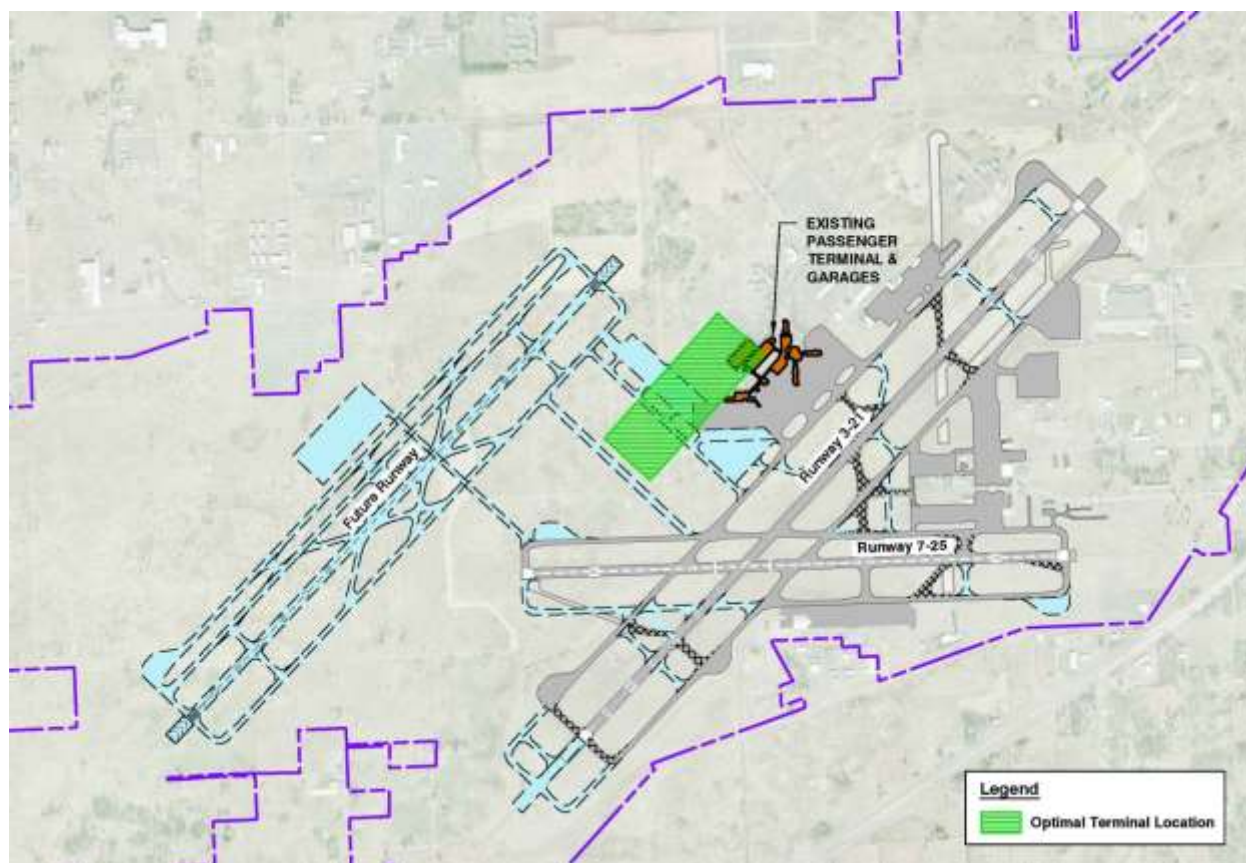 EXISTING
PASSENGER
TERMINAL &
GARAGES
Runway 3-21
Future Runway
Runway 7-25
Legend
Optimal Terminal Location